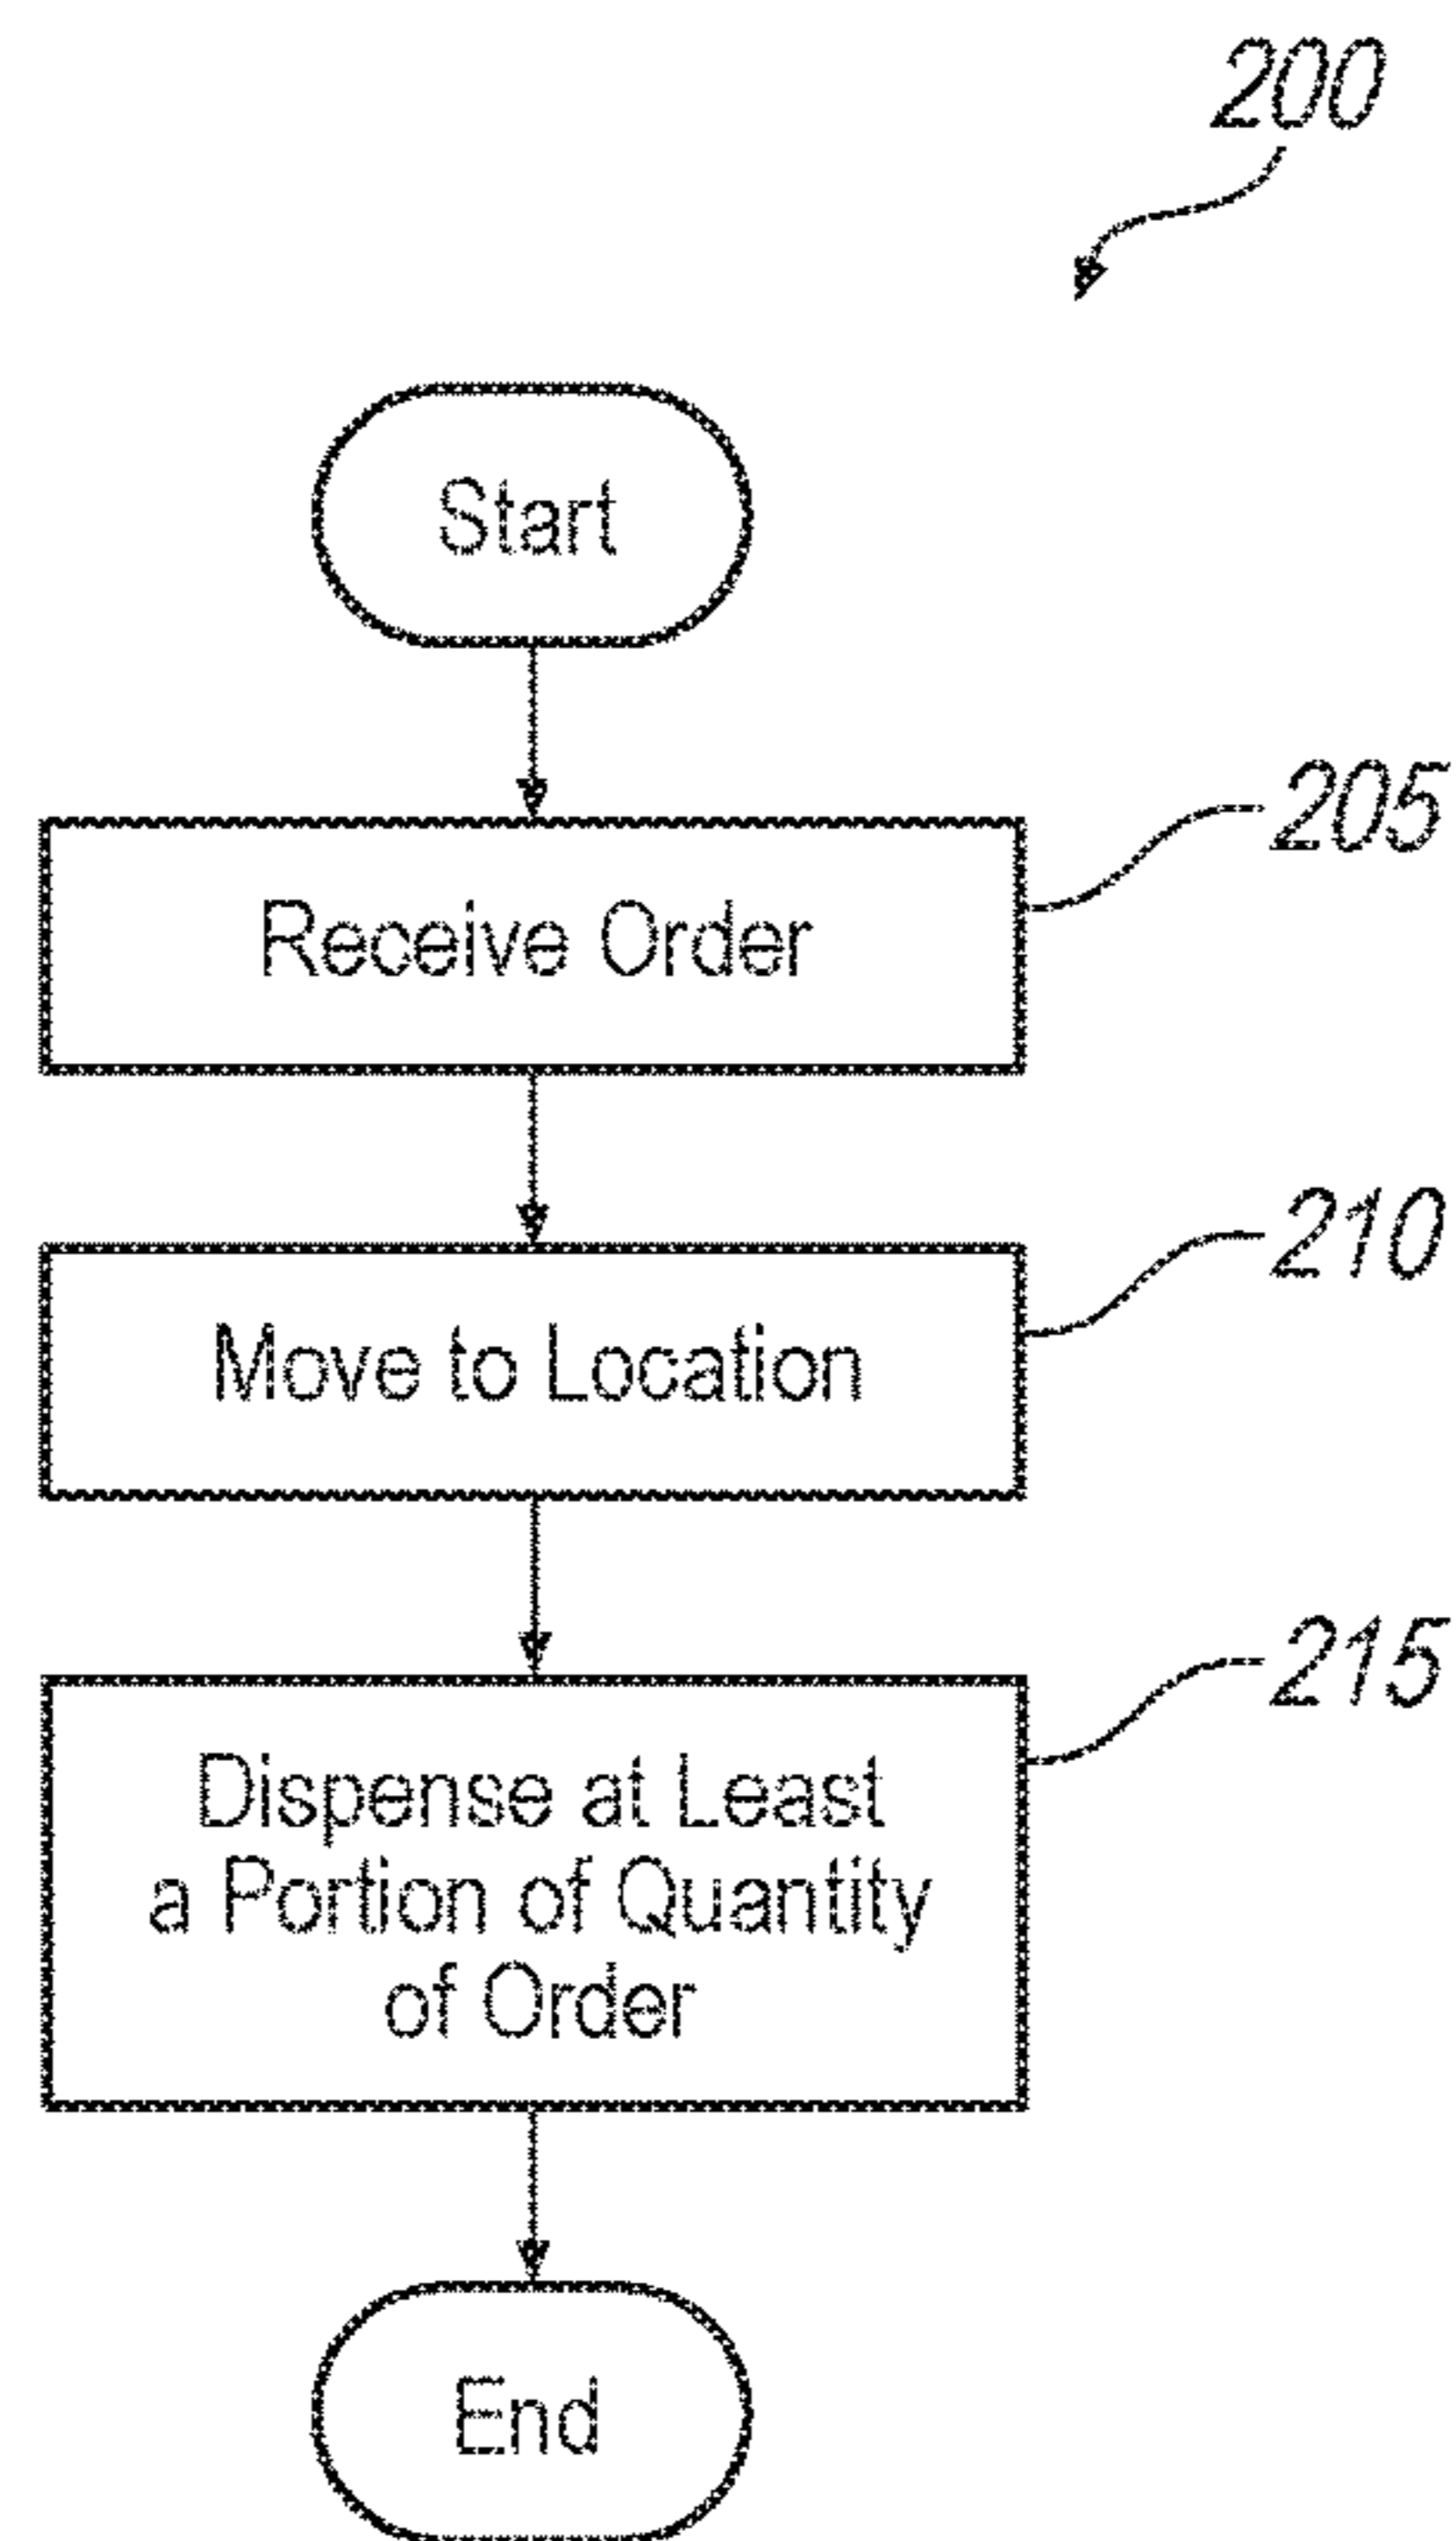 200
Start
Receive Order
205
Move to Location
210
Dispense at Least
a Portion of Quantity
of Order
215
End